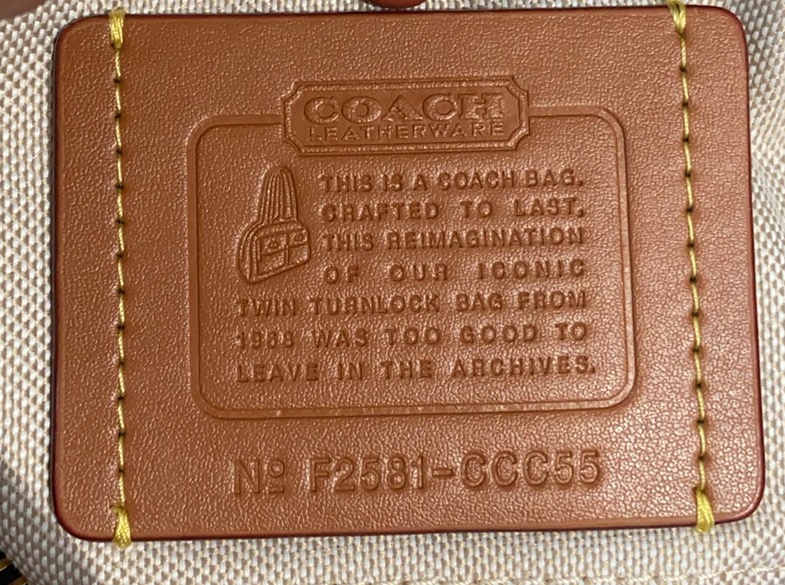 COACH
LEATHERWARE
THIS IS A COACH BAG,
CRAFTED TO LAST,
THIS REIMAGINATION
OF OUR ICONIC
TWIN TURNLOCK BAG FROM
1968 WAS TOO GOOD TO
LEAVE IN THE ARCHIVES.
Nº F2581-CCC55